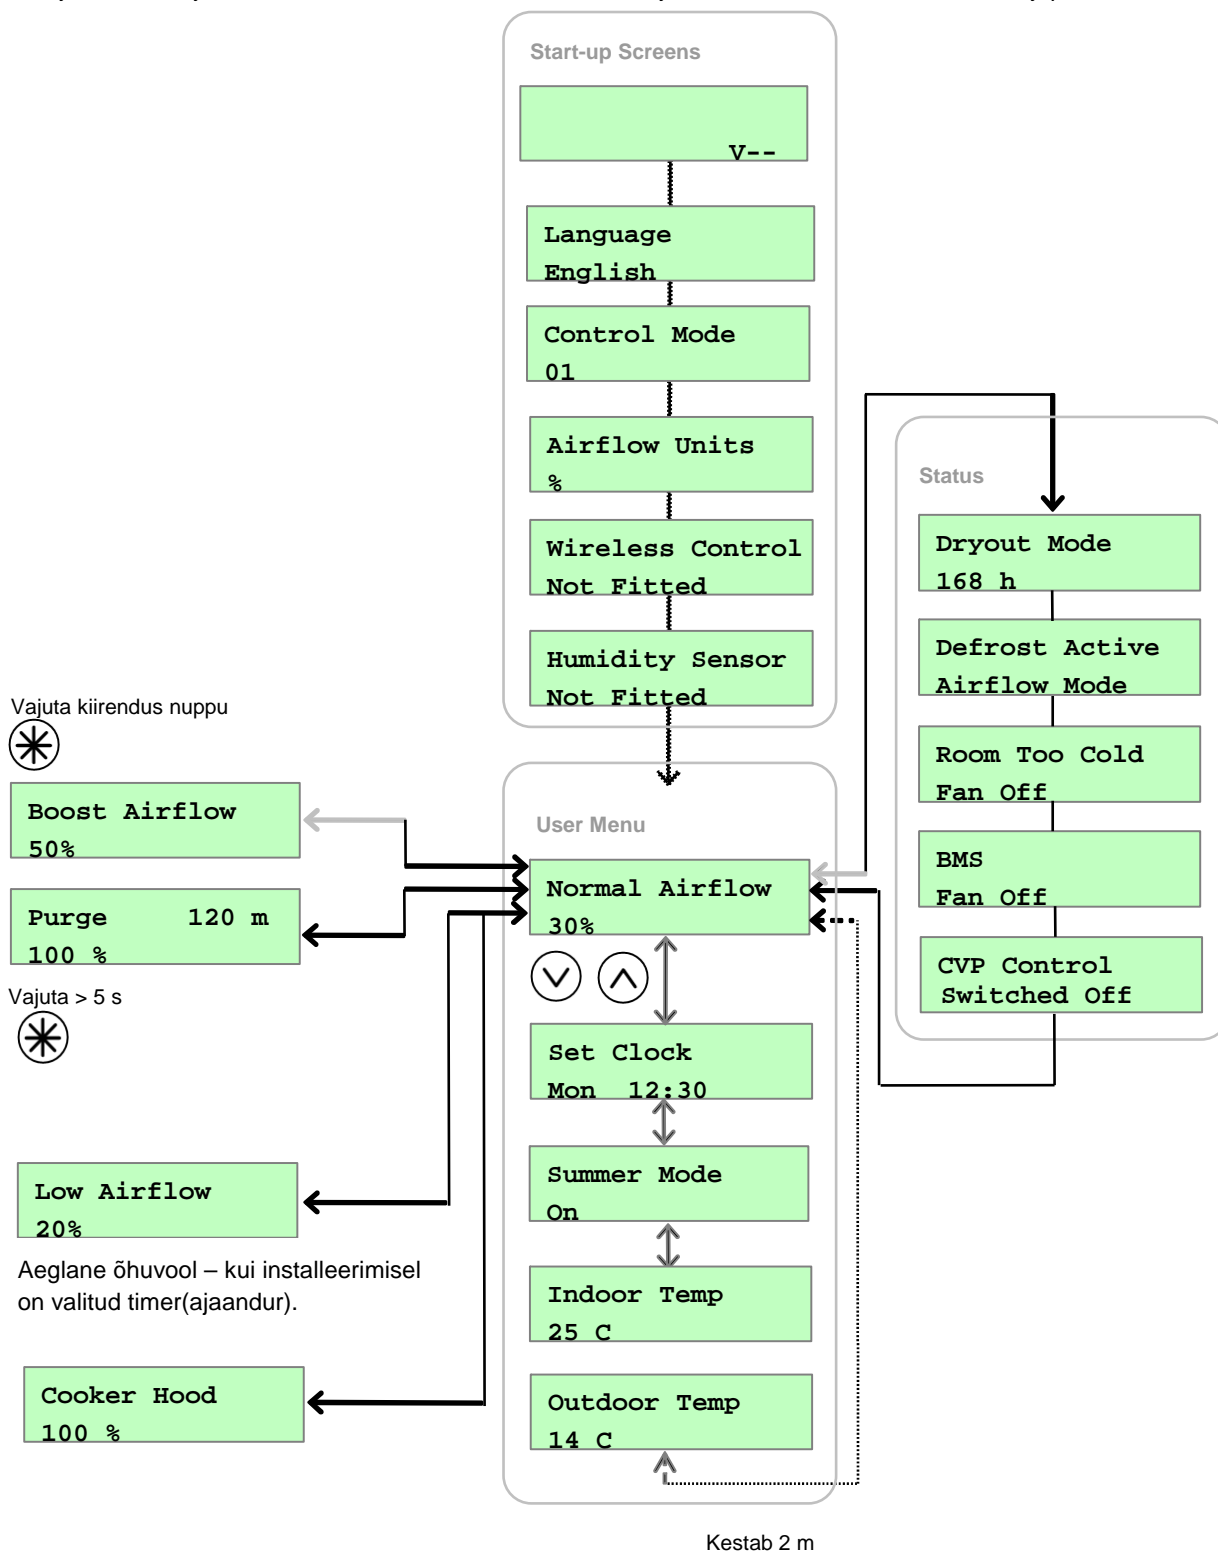 Start-up Screens
V--
Language
English
Control Mode
01
Airflow Units
%
Wireless Control
Not Fitted
Humidity Sensor
Not Fitted
Status
Dryout Mode
168 h
Defrost Active
Airflow Mode
Room Too Cold
Fan Off
BMS
Fan Off
CVP Control
Switched Off
Vajuta kiirendus nuppu
Boost Airflow
50%
Purge 120 m
100 %
Vajuta > 5 s
Low Airflow
20%
Aeglane õhuvool – kui installeerimisel
on valitud timer(ajaandur).
Cooker Hood
100 %
User Menu
Normal Airflow
30%
Set Clock
Mon 12:30
Summer Mode
On
Indoor Temp
25 C
Outdoor Temp
14 C
Kestab 2 m